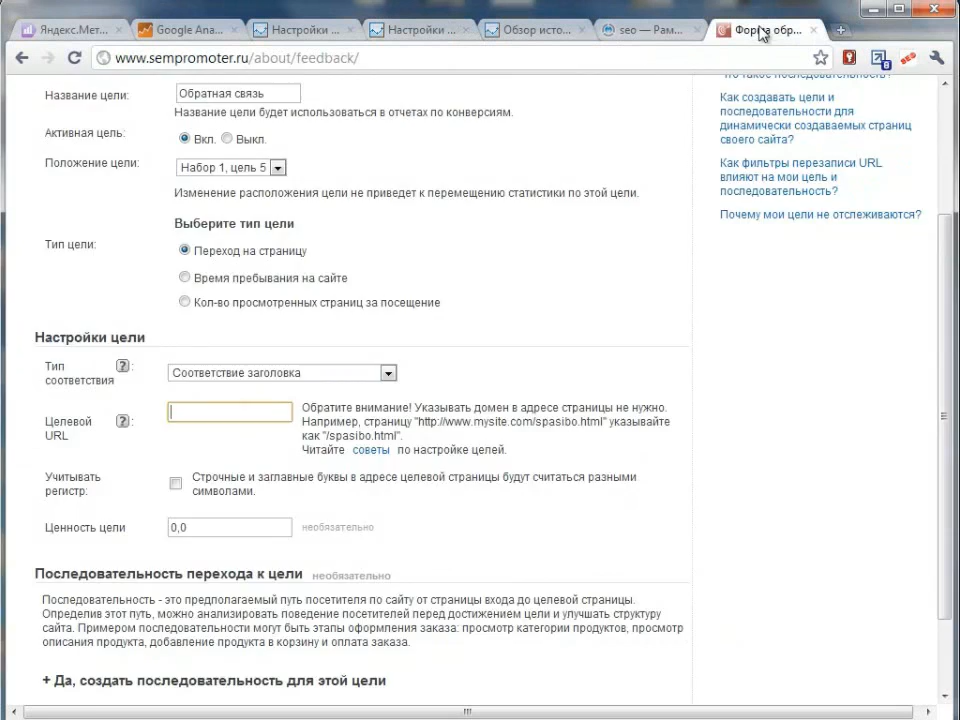 Яндекс.Мет...
Google Ana...
Настройки ...
Настройки ...
Обзор исто...
seo — Рам...
Форма обр...
www.sempromoter.ru/about/feedback/
Что такое последовательность?
Название цели:
Обратная связь
Название цели будет использоваться в отчетах по конверсиям.
Активная цель:
Вкл.
Выкл.
Положение цели:
Набор 1, цель 5
Изменение расположения цели не приведет к перемещению статистики по этой цели.
Выберите тип цели
Тип цели:
Переход на страницу
Время пребывания на сайте
Кол-во просмотренных страниц за посещение
Как создавать цели и
последовательности для
динамически создаваемых страниц
своего сайта?
Как фильтры перезаписи URL
влияют на мои цель и
последовательность?
Почему мои цели не отслеживаются?
Настройки цели
Тип
соответствия
?
:
Соответствие заголовка
Целевой
URL
?
:
Обратите внимание! Указывать домен в адресе страницы не нужно.
Например, страницу "http://www.mysite.com/spasibo.html" указывайте
как "/spasibo.html".
Читайте советы по настройке целей.
Учитывать
регистр:
Строчные и заглавные буквы в адресе целевой страницы будут считаться разными
символами.
Ценность цели
0,0
необязательно
Последовательность перехода к цели необязательно
Последовательность - это предполагаемый путь посетителя по сайту от страницы входа до целевой страницы.
Определив этот путь, можно анализировать поведение посетителей перед достижением цели и улучшать структуру
сайта. Примером последовательности могут быть этапы оформления заказа: просмотр категории продуктов, просмотр
описания продукта, добавление продукта в корзину и оплата заказа.
+ Да, создать последовательность для этой цели